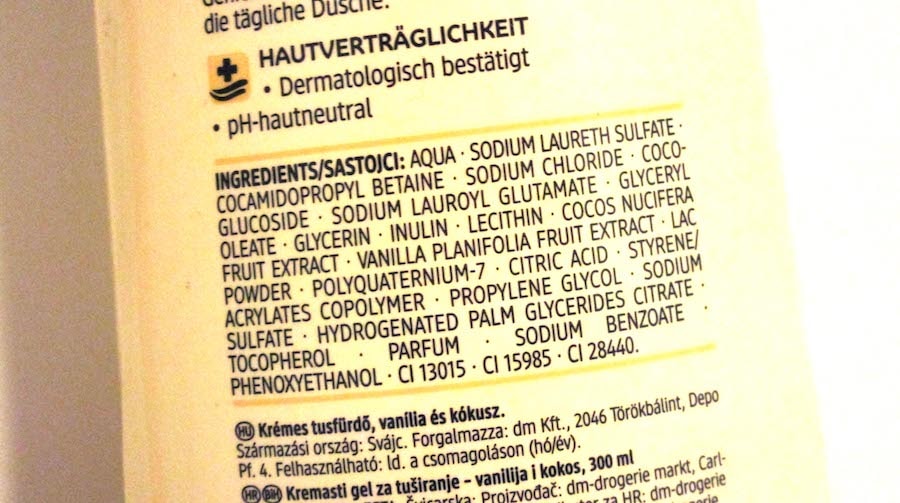 die tägliche Dusche.
HAUTVERTRÄGLICHKEIT
• Dermatologisch bestätigt
• pH-hautneutral
INGREDIENTS/SASTOJCI: AQUA · SODIUM LAURETH SULFATE ·
COCAMIDOPROPYL BETAINE · SODIUM CHLORIDE · COCO-
GLUCOSIDE · SODIUM LAUROYL GLUTAMATE · GLYCERYL
OLEATE · GLYCERIN · INULIN · LECITHIN · COCOS NUCIFERA
FRUIT EXTRACT · VANILLA PLANIFOLIA FRUIT EXTRACT · LAC
POWDER · POLYQUATERNIUM-7 · CITRIC ACID · STYRENE/
ACRYLATES COPOLYMER · PROPYLENE GLYCOL · SODIUM
SULFATE · HYDROGENATED PALM GLYCERIDES CITRATE ·
TOCOPHEROL · PARFUM · SODIUM BENZOATE ·
PHENOXYETHANOL · CI 13015 · CI 15985 · CI 28440.
HU Krémes tusfürdő, vanília és kókusz.
Származási ország: Svájc. Forgalmazza: dm Kft., 2046 Törökbálint, Depo
Pf. 4. Felhasználható: ld. a csomagoláson (hó/év).
HR BIH Kremasti gel za tuširanje – vanilija i kokos, 300 ml
Švicarska; Proizvođač: dm-drogerie markt, Carl-
za HR: dm-drogerie